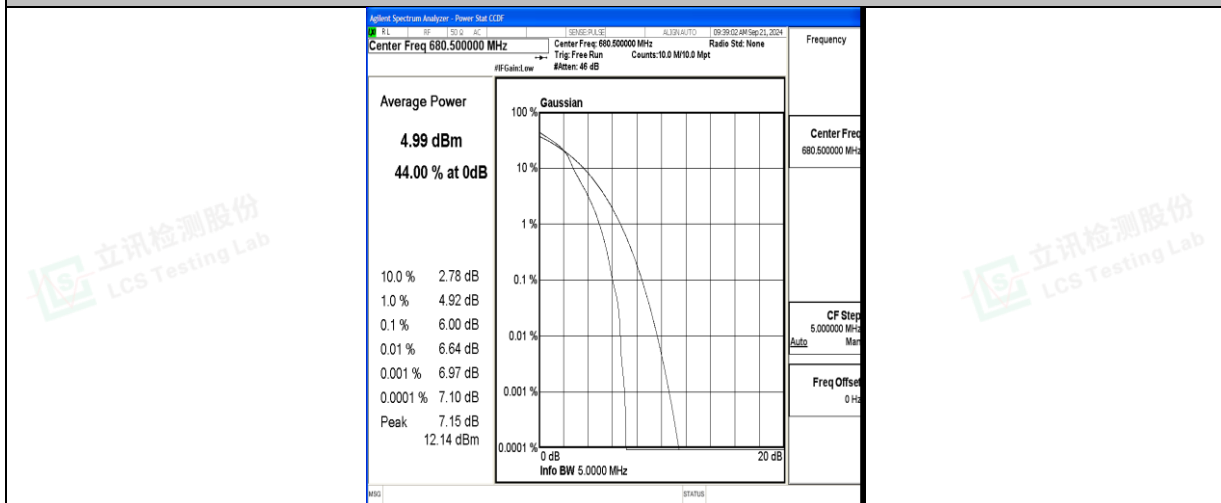 Agilent Spectrum Analyzer - Power Stat CCDF
RL RF 50 Ω AC SENSE:PULSE ALIGN AUTO 09:39:02 AM Sep 21, 2024
Center Freq 680.500000 MHz
Center Freq: 680.500000 MHz Radio Std: None
Trig: Free Run Counts:10.0 M/10.0 Mpt
#IFGain:Low #Atten: 46 dB
Frequency
Average Power
4.99 dBm
44.00 % at 0dB
10.0 % 2.78 dB
1.0 % 4.92 dB
0.1 % 6.00 dB
0.01 % 6.64 dB
0.001 % 6.97 dB
0.0001 % 7.10 dB
Peak 7.15 dB
12.14 dBm
Gaussian
100 %
10 %
1 %
0.1 %
0.01 %
0.001 %
0.0001 %
0 dB 20 dB
Info BW 5.0000 MHz
Center Freq
680.500000 MHz
CF Step
5.000000 MHz
Auto Man
Freq Offset
0 Hz
MSG STATUS
立讯检测股份
LCS Testing Lab
立讯检测股份
LCS Testing Lab